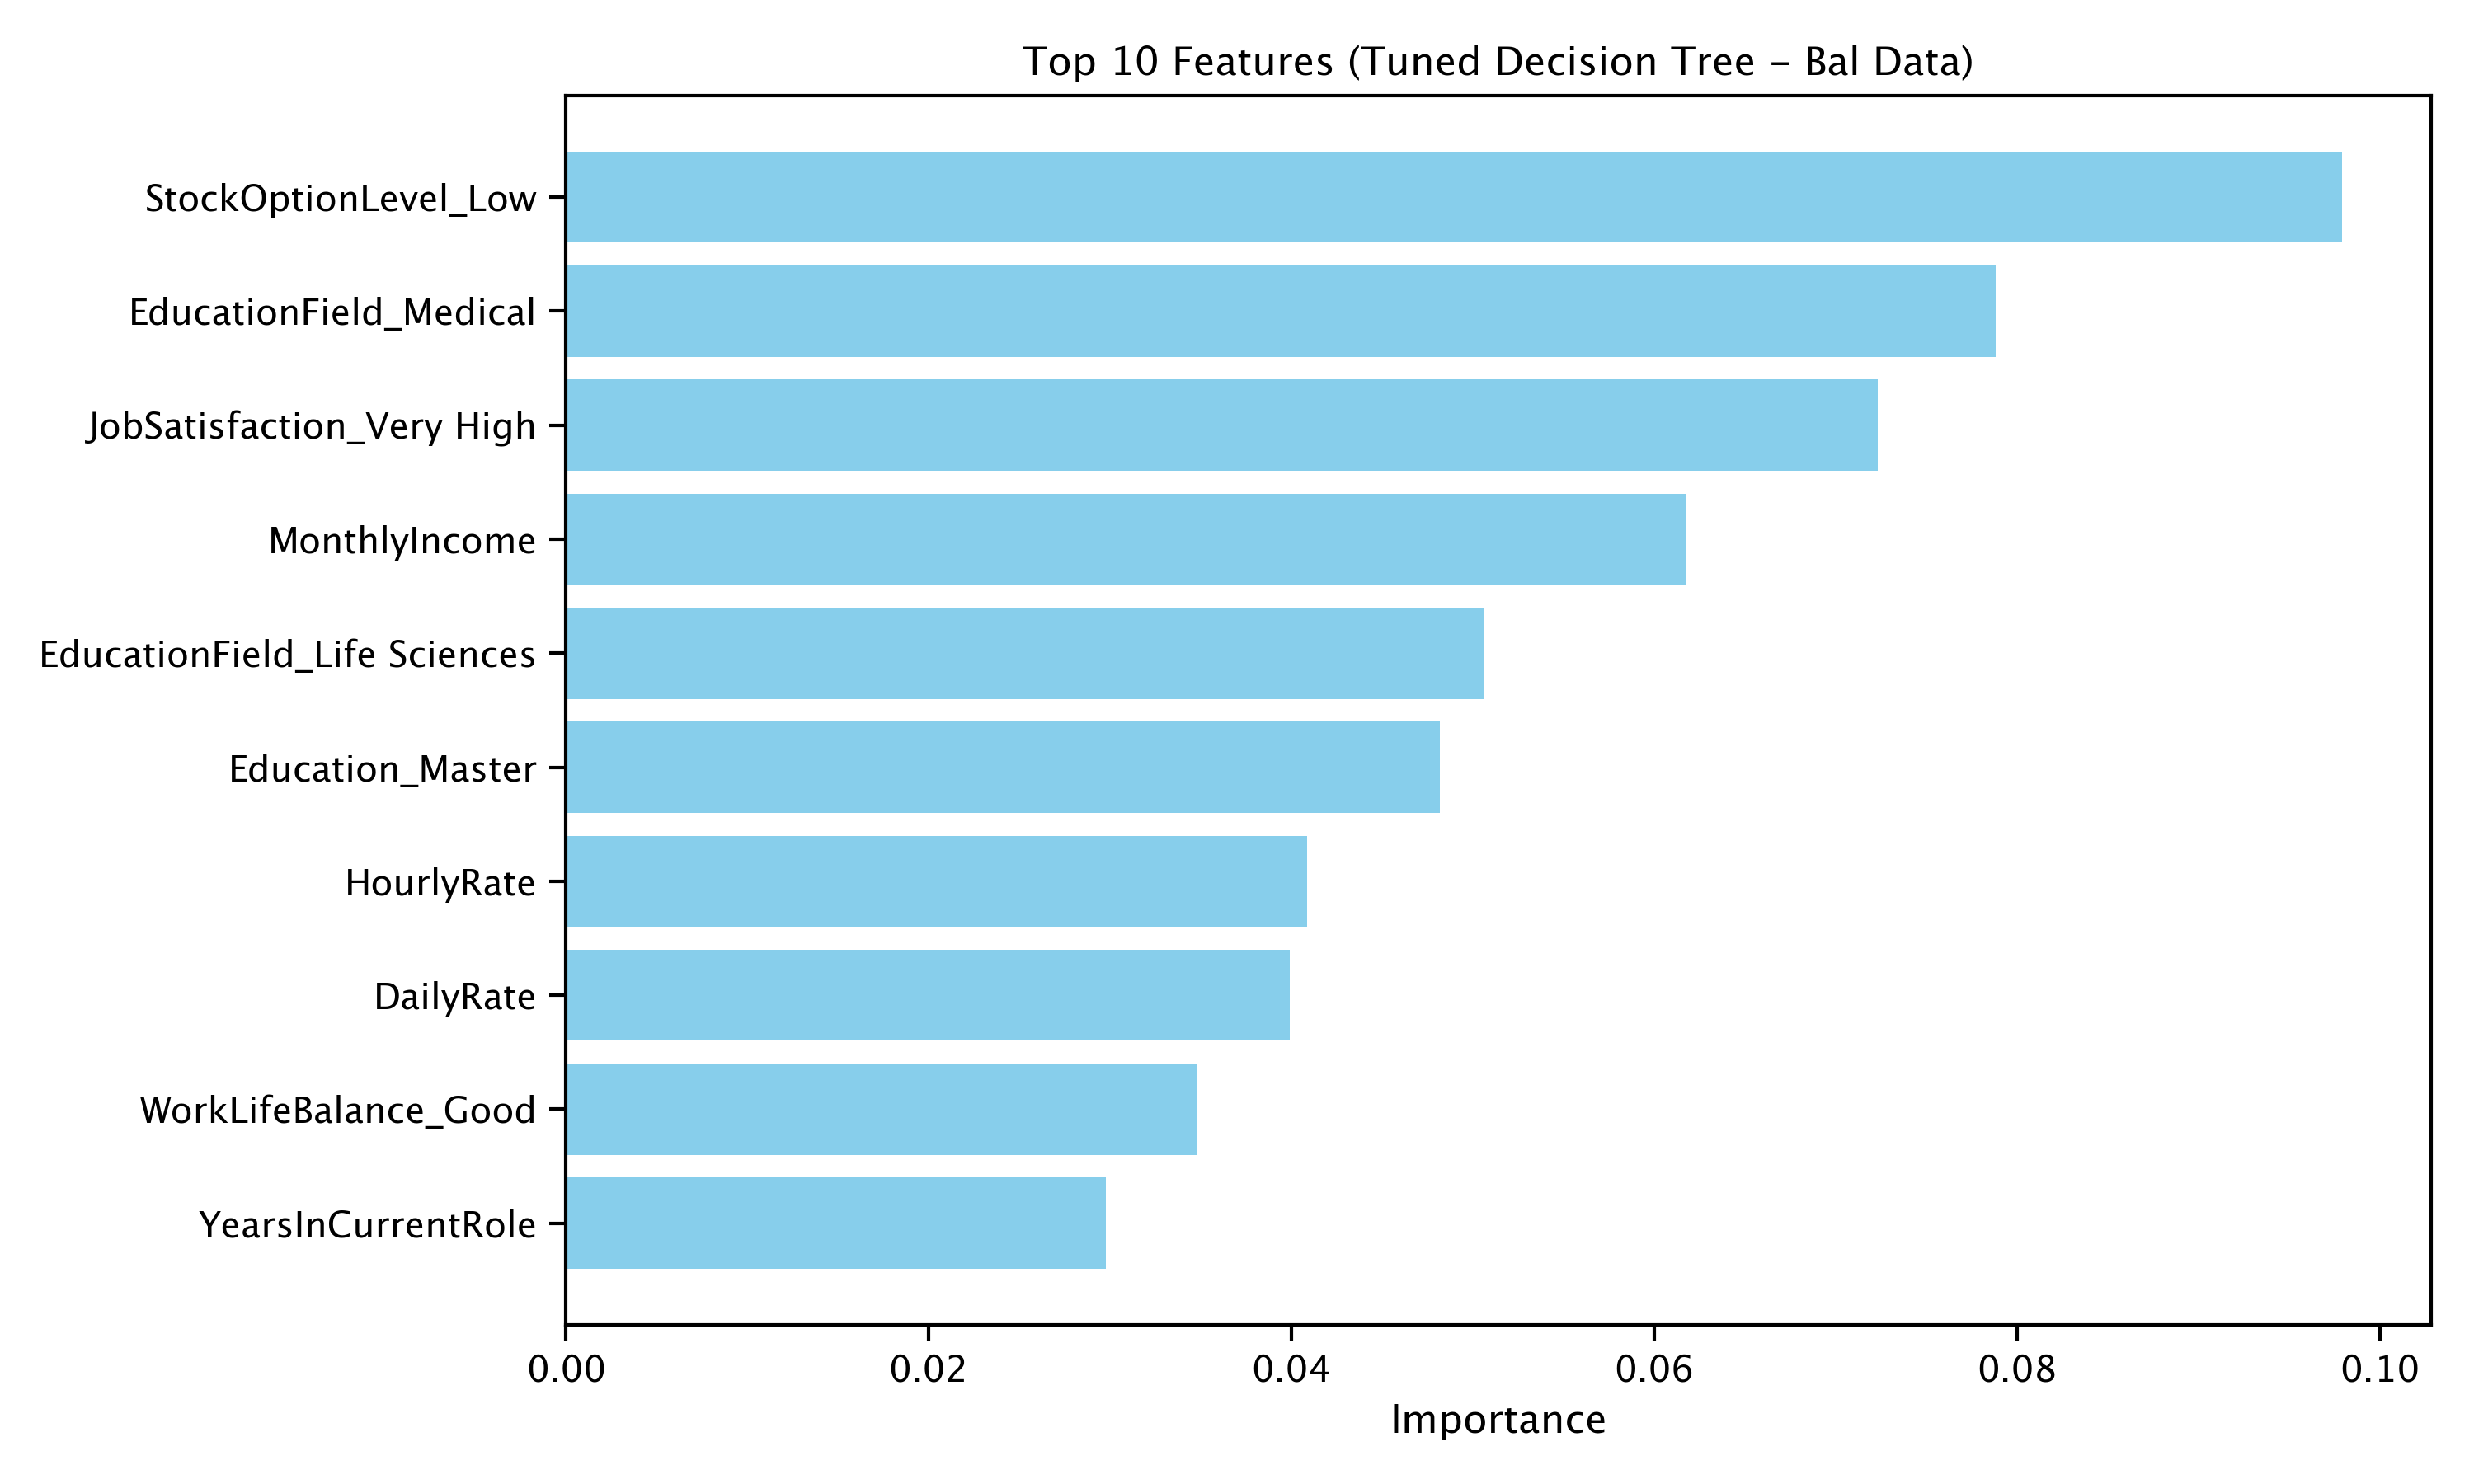 Top 10 Features (Tuned Decision Tree – Bal Data)
StockOptionLevel_Low
EducationField_Medical
JobSatisfaction_Very High
MonthlyIncome
EducationField_Life Sciences
Education_Master
HourlyRate
DailyRate
WorkLifeBalance_Good
YearsInCurrentRole
0.00 0.02 0.04 0.06 0.08 0.10
Importance